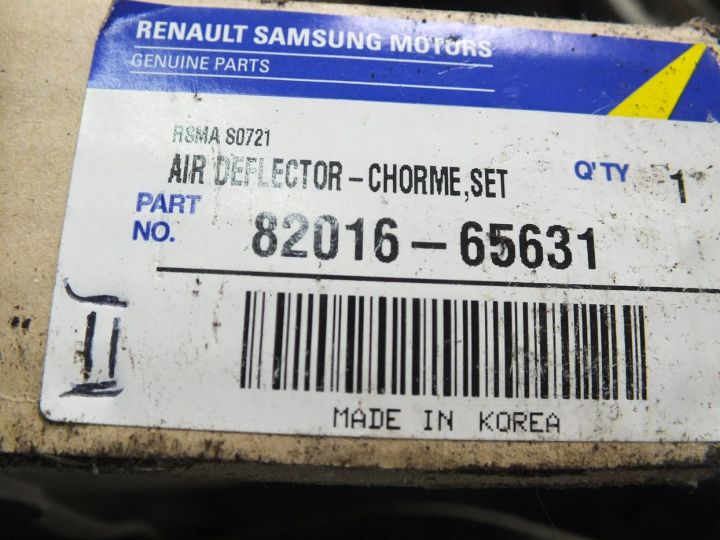 RENAULT SAMSUNG MOTORS
GENUINE PARTS
RSMA S0721
AIR DEFLECTOR-CHORME,SET Q'TY 1
PART NO. 82016-65631
MADE IN KOREA